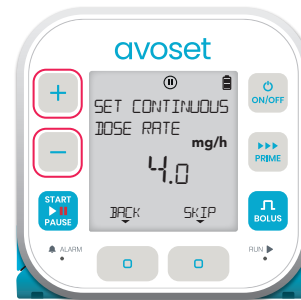 avoset
+
ON/OFF
SET CONTINUOUS
DOSE RATE
mg/h
4.0
−
PRIME
START
PAUSE
BACK
SKIP
BOLUS
ALARM
RUN